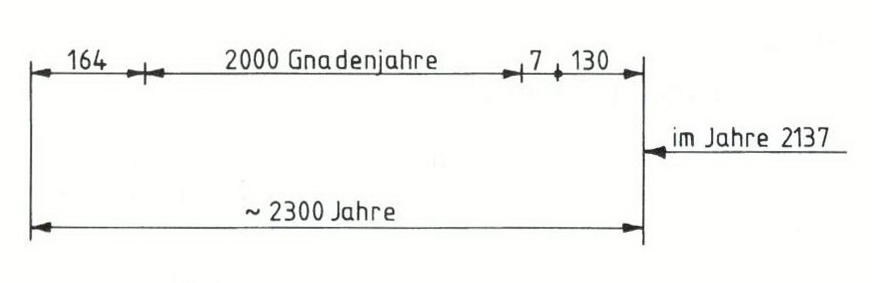 164 2000 Gnadenjahre 7 130
im Jahre 2137
~ 2300 Jahre